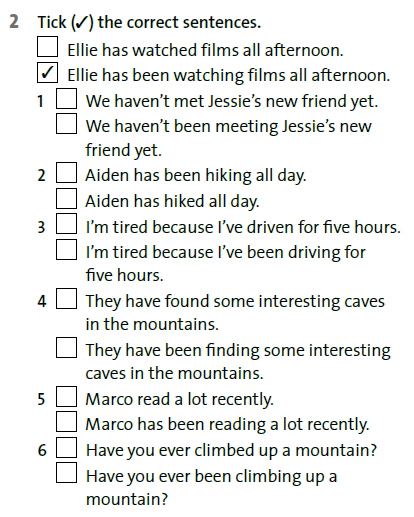 2 Tick (✓) the correct sentences.
Ellie has watched films all afternoon.
✓ Ellie has been watching films all afternoon.
1 We haven't met Jessie's new friend yet.
We haven't been meeting Jessie's new
friend yet.
2 Aiden has been hiking all day.
Aiden has hiked all day.
3 I'm tired because I've driven for five hours.
I'm tired because I've been driving for
five hours.
4 They have found some interesting caves
in the mountains.
They have been finding some interesting
caves in the mountains.
5 Marco read a lot recently.
Marco has been reading a lot recently.
6 Have you ever climbed up a mountain?
Have you ever been climbing up a
mountain?